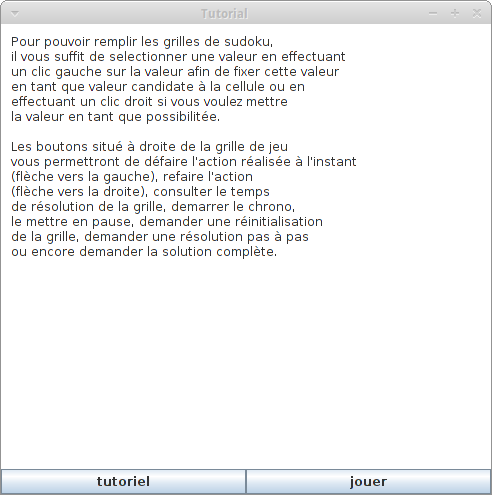 Tutorial
Pour pouvoir remplir les grilles de sudoku,
il vous suffit de selectionner une valeur en effectuant
un clic gauche sur la valeur afin de fixer cette valeur
en tant que valeur candidate à la cellule ou en
effectuant un clic droit si vous voulez mettre
la valeur en tant que possibilitée.
Les boutons situé à droite de la grille de jeu
vous permettront de défaire l'action réalisée à l'instant
(flèche vers la gauche), refaire l'action
(flèche vers la droite), consulter le temps
de résolution de la grille, demarrer le chrono,
le mettre en pause, demander une réinitialisation
de la grille, demander une résolution pas à pas
ou encore demander la solution complète.
tutoriel
jouer